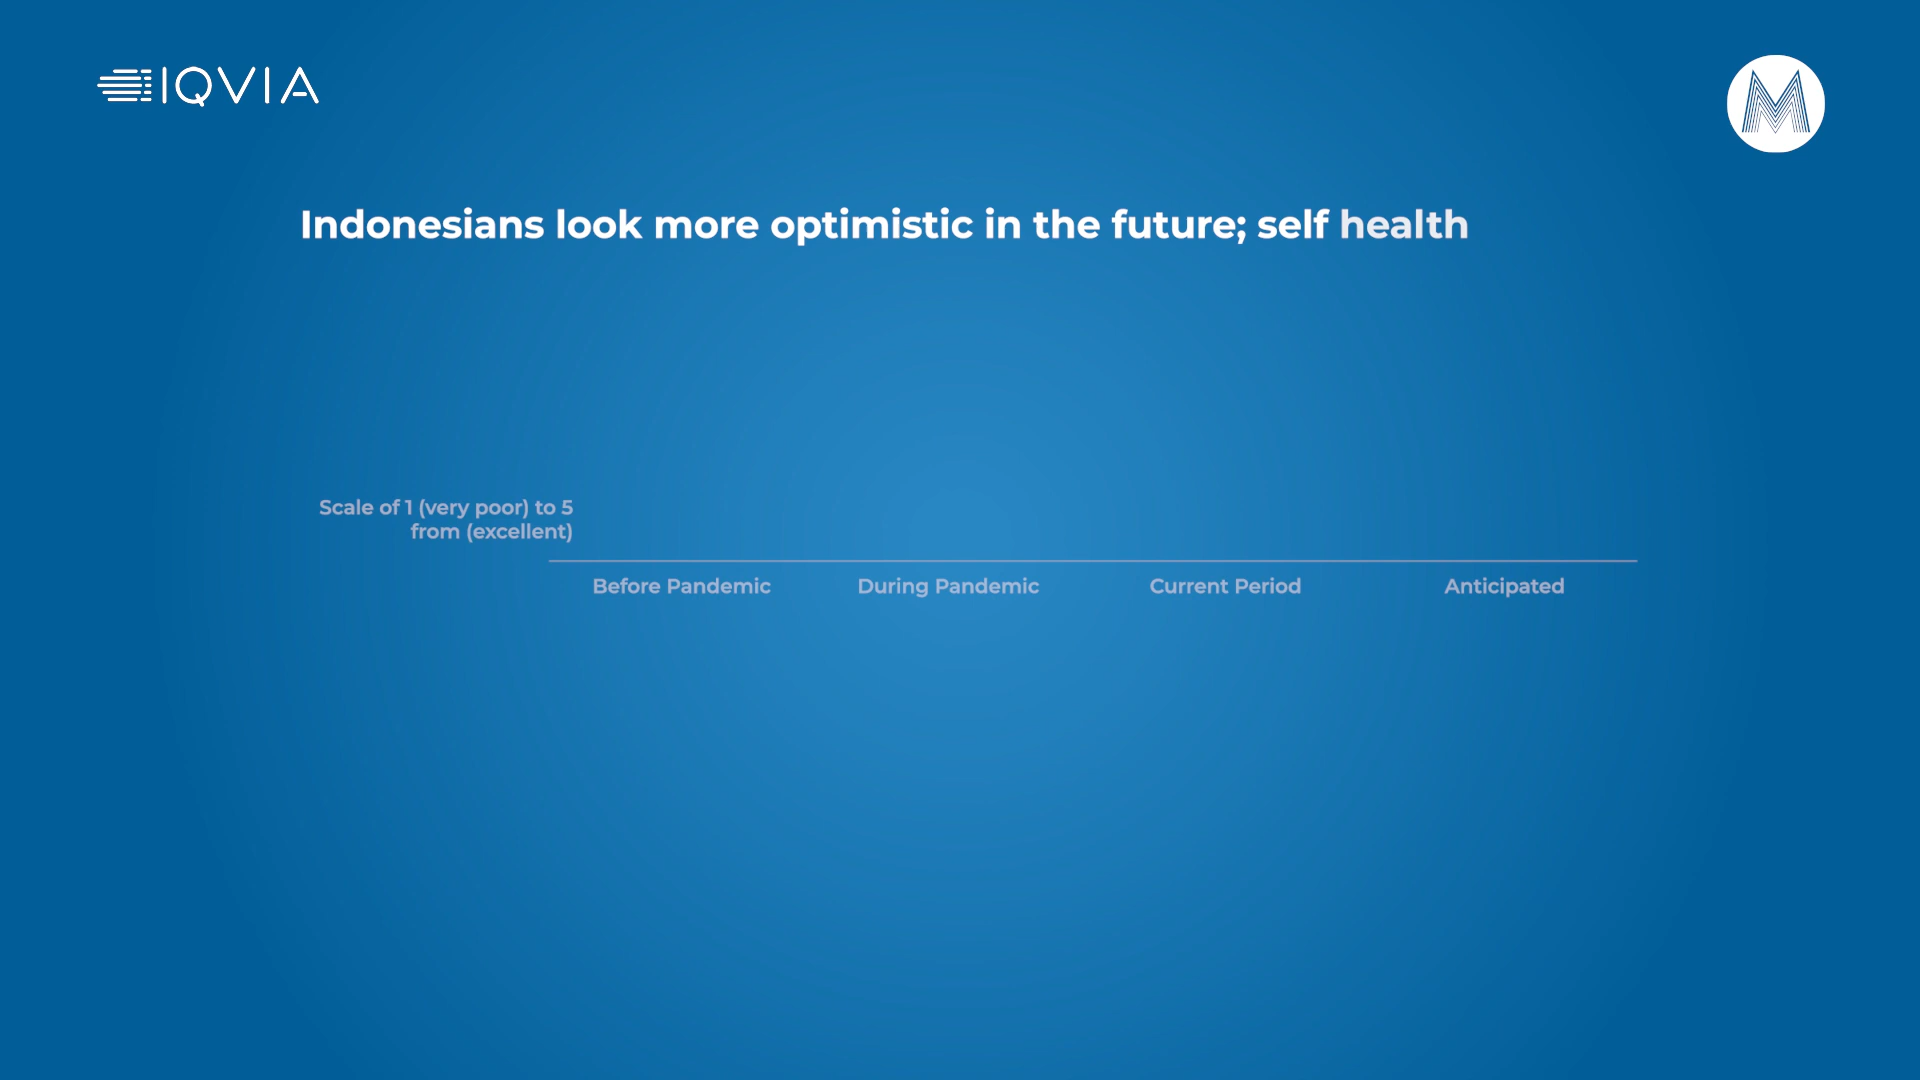 IQVIA
M
Indonesians look more optimistic in the future; self health
Scale of 1 (very poor) to 5
from (excellent)
Before Pandemic
During Pandemic
Current Period
Anticipated